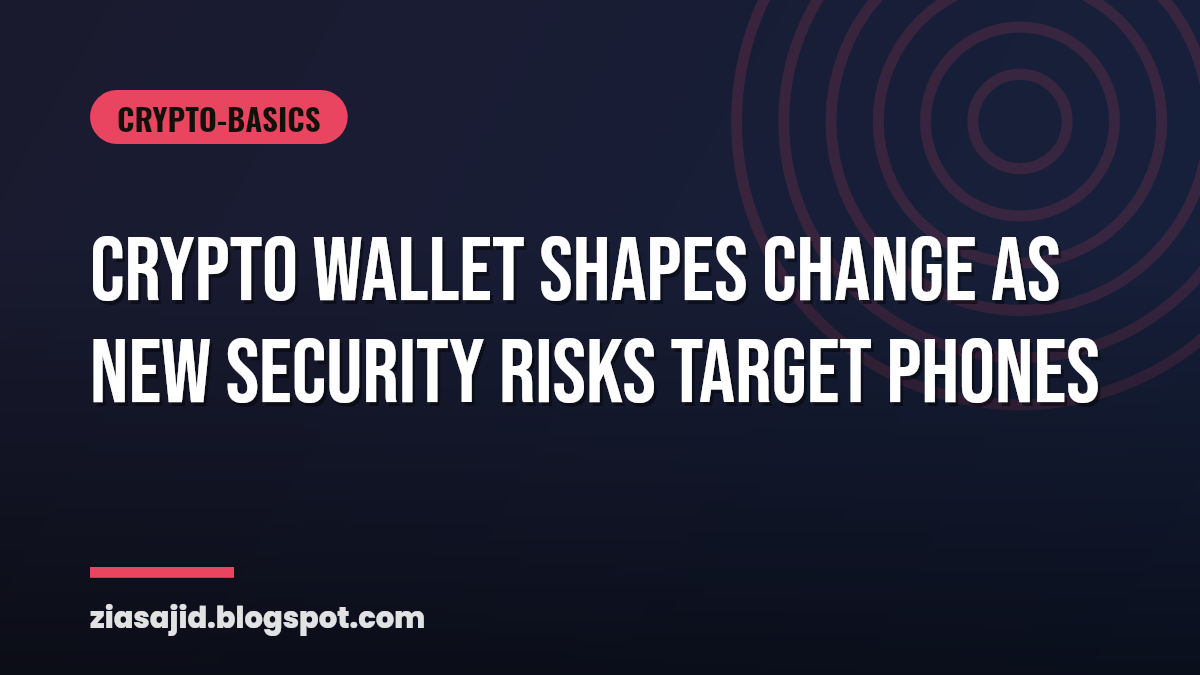 CRYPTO-BASICS
CRYPTO WALLET SHAPES CHANGE AS
NEW SECURITY RISKS TARGET PHONES
ziasajid.blogspot.com